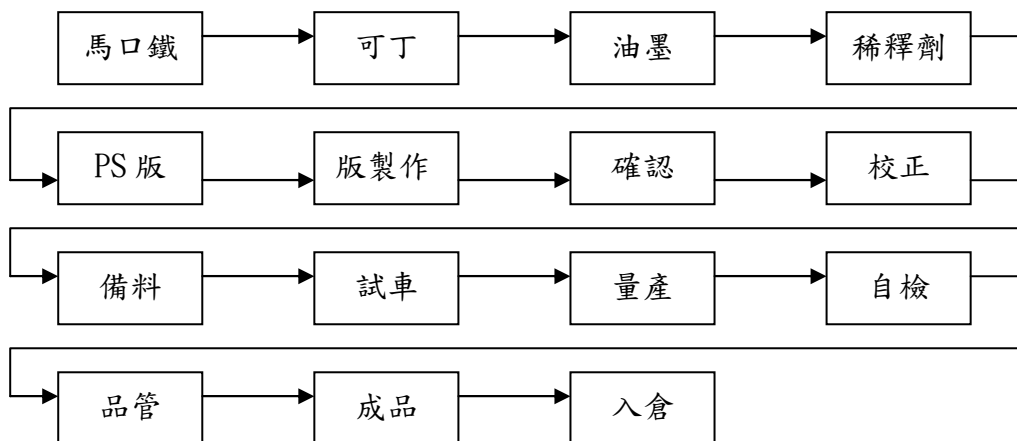 馬口鐵 可丁 油墨 稀釋劑
PS 版 版製作 確認 校正
備料 試車 量產 自檢
品管 成品 入倉